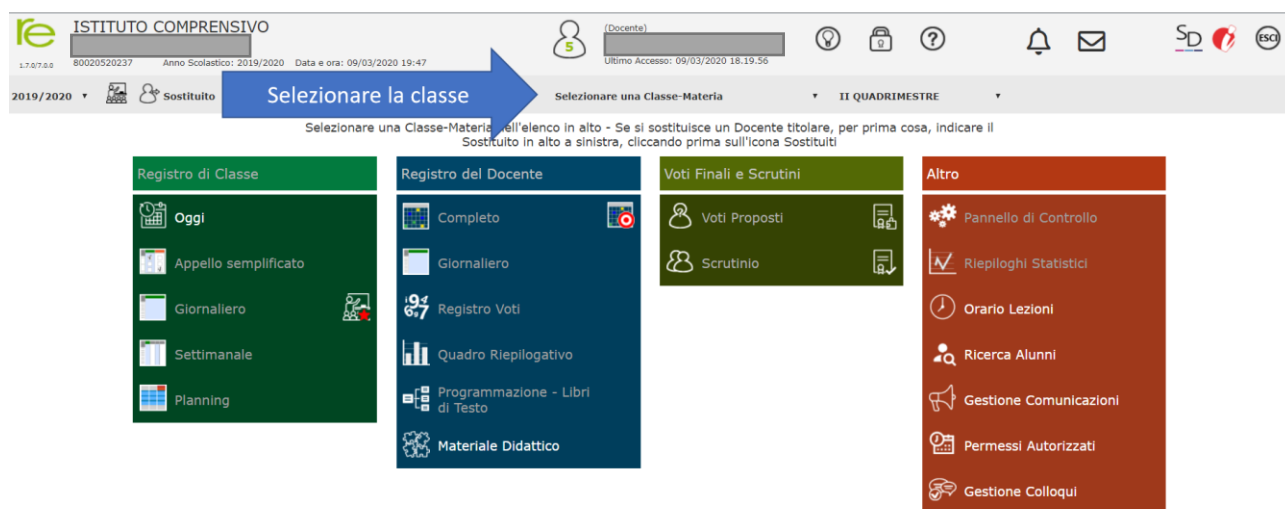 re
ISTITUTO COMPRENSIVO
1.7.0/7.0.0
80020520237 Anno Scolastico: 2019/2020 Data e ora: 09/03/2020 19:47
5
(Docente)
Ultimo Accesso: 09/03/2020 18.19.56
?
SD
ESCI
2019/2020
Sostituito
Selezionare la classe
Selezionare una Classe-Materia
II QUADRIMESTRE
Selezionare una Classe-Materia nell'elenco in alto - Se si sostituisce un Docente titolare, per prima cosa, indicare il
Sostituito in alto a sinistra, cliccando prima sull'icona Sostituiti
Registro di Classe
Oggi
Appello semplificato
Giornaliero
Settimanale
Planning
Registro del Docente
Completo
Giornaliero
Registro Voti
Quadro Riepilogativo
Programmazione - Libri
di Testo
Materiale Didattico
Voti Finali e Scrutini
Voti Proposti
Scrutinio
Altro
Pannello di Controllo
Riepiloghi Statistici
Orario Lezioni
Ricerca Alunni
Gestione Comunicazioni
Permessi Autorizzati
Gestione Colloqui